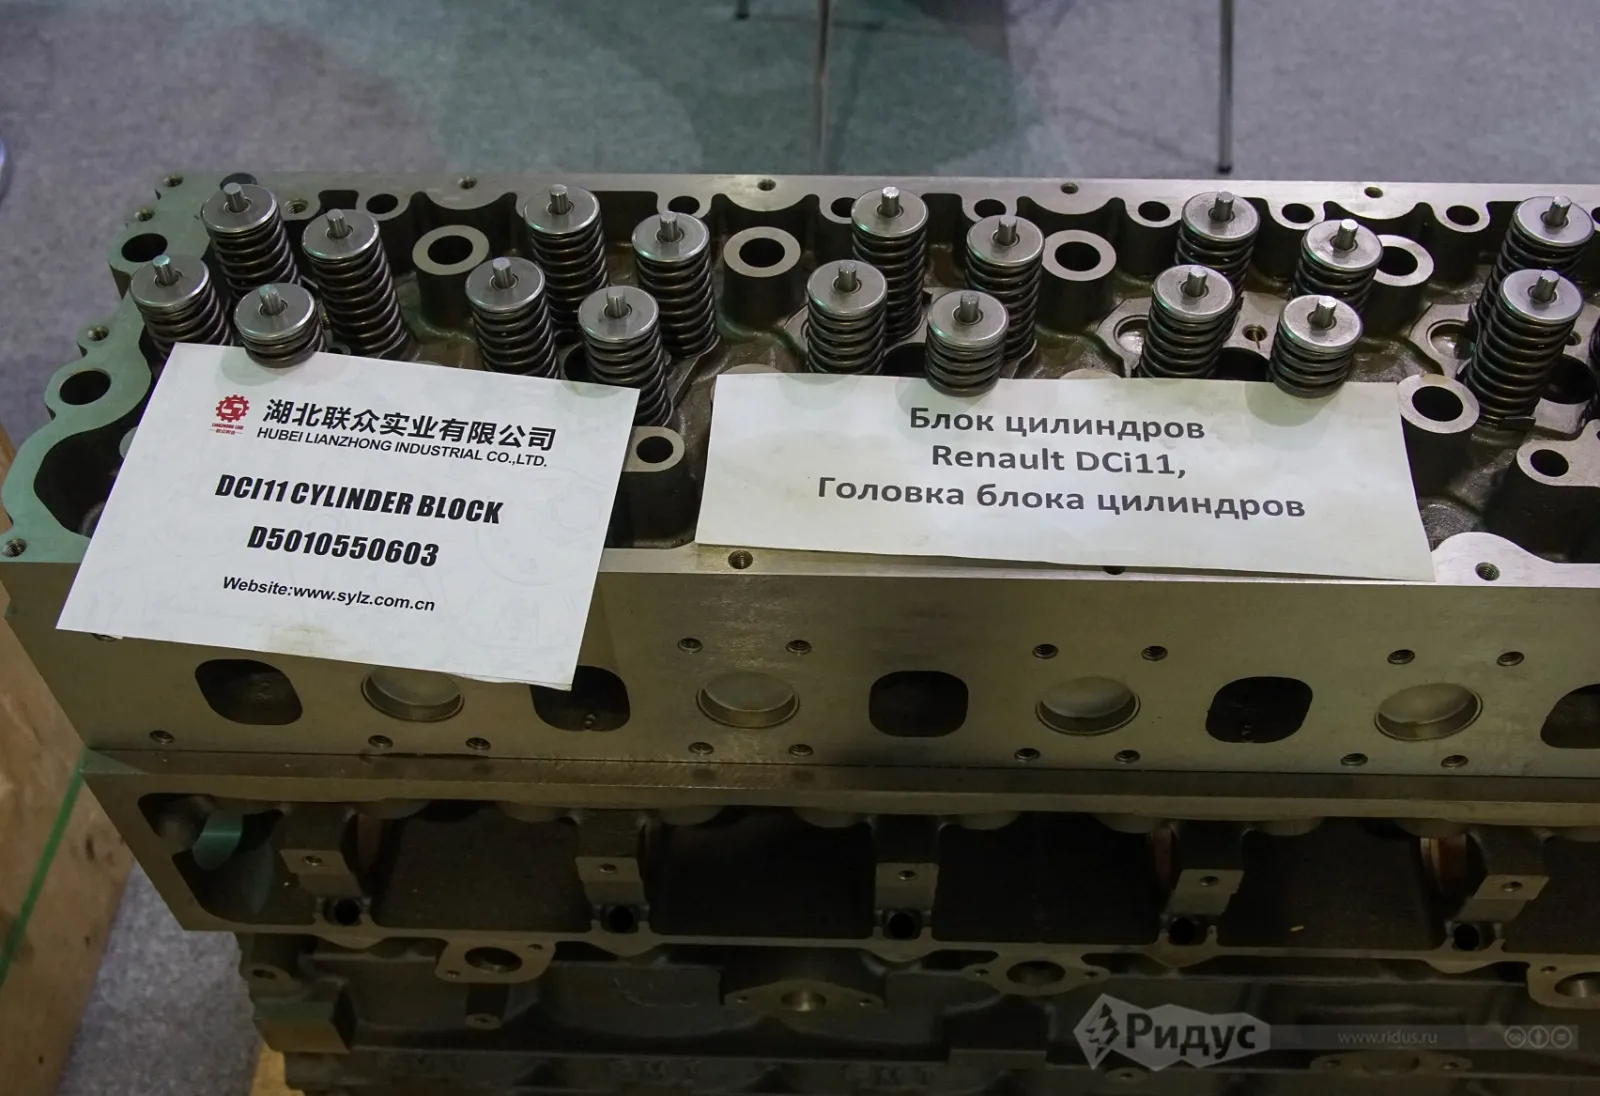 湖北联众实业有限公司
HUBEI LIANZHONG INDUSTRIAL CO.,LTD.
DCI11 CYLINDER BLOCK
D5010550603
Website:www.sylz.com.cn
Блок цилиндров
Renault DCi11,
Головка блока цилиндров
Ридус
www.ridus.ru